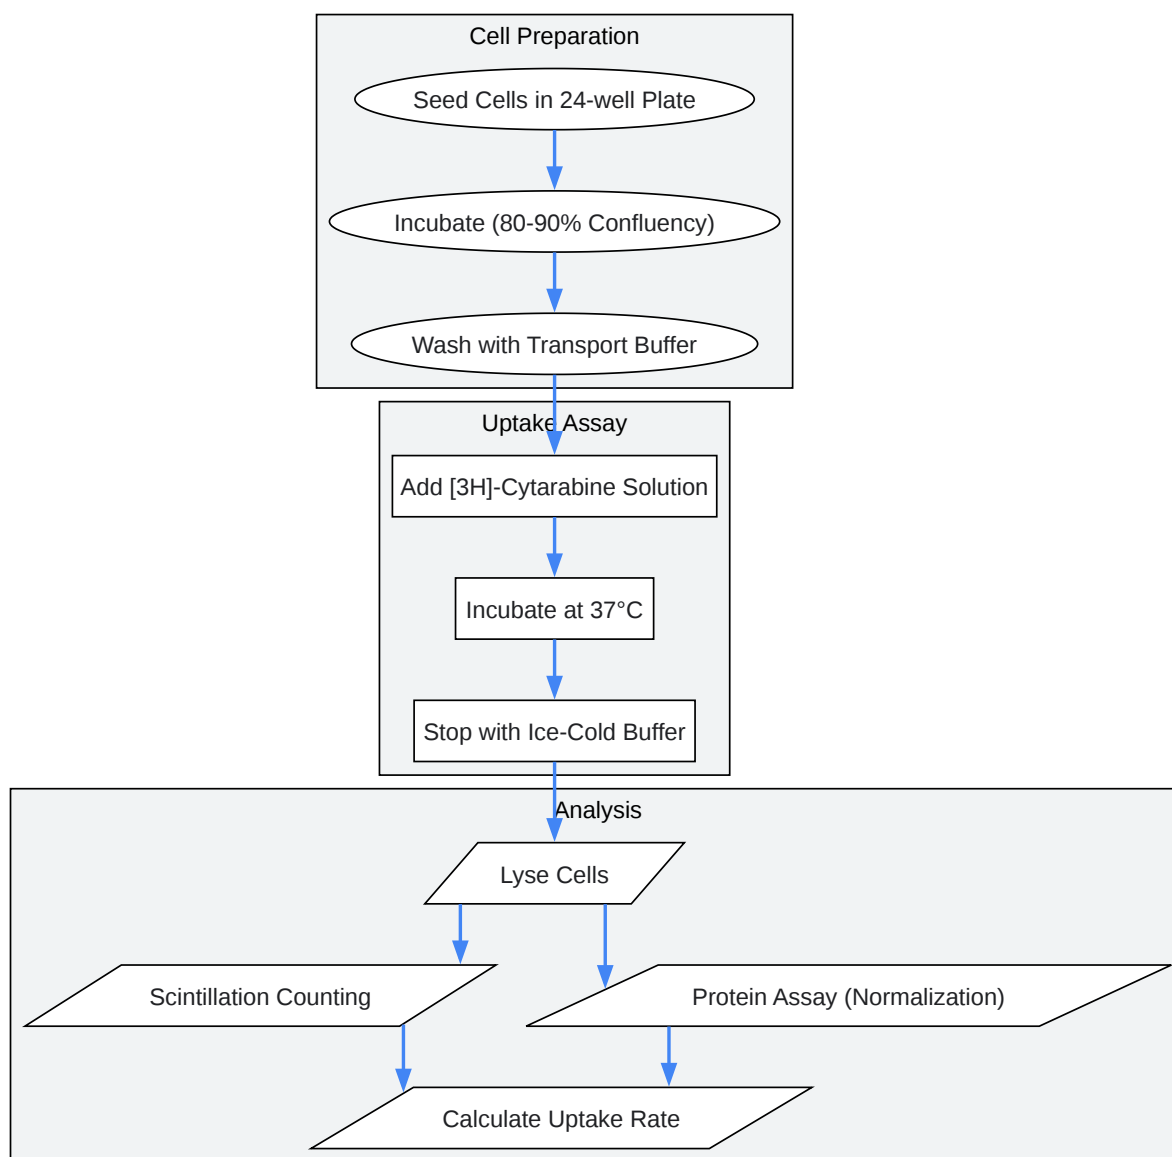 Cell Preparation
Seed Cells in 24-well Plate
Incubate (80-90% Confluency)
Wash with Transport Buffer
Uptake Assay
Add [3H]-Cytarabine Solution
Incubate at 37°C
Stop with Ice-Cold Buffer
Analysis
Lyse Cells
Scintillation Counting
Protein Assay (Normalization)
Calculate Uptake Rate